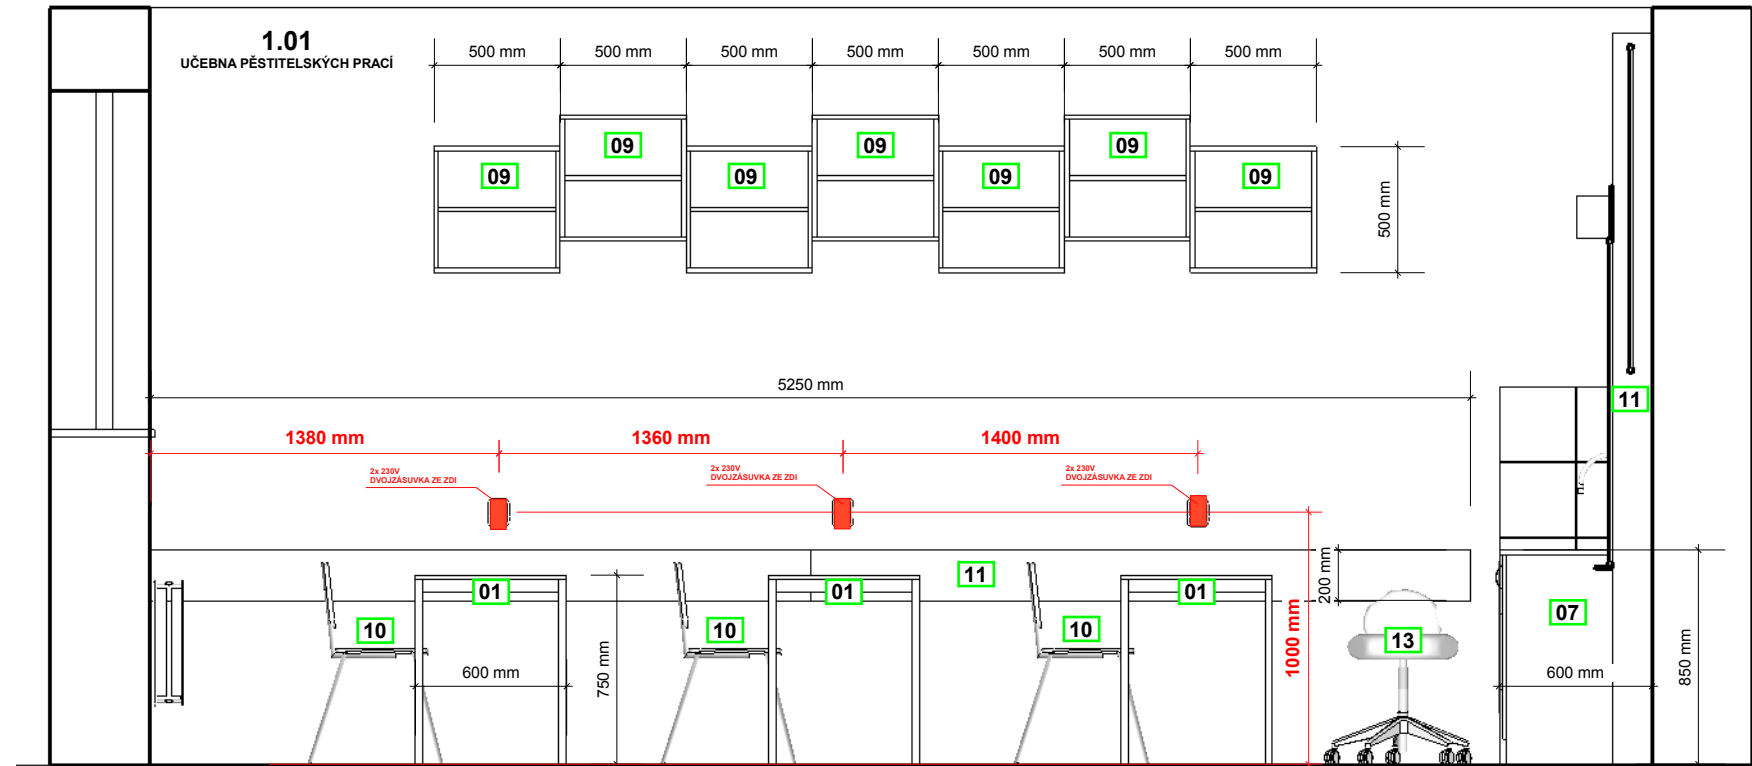 1.01
UČEBNA PĚSTITELSKÝCH PRACÍ
500 mm 500 mm 500 mm 500 mm 500 mm 500 mm 500 mm
09 09 09
09 09 09 09
500 mm
5250 mm
11
1380 mm 1360 mm 1400 mm
2x 230V
DVOJZÁSUVKA ZE ZDI
2x 230V
DVOJZÁSUVKA ZE ZDI
2x 230V
DVOJZÁSUVKA ZE ZDI
11
200 mm
01 01 01
07
10 10 10
13
1000 mm
600 mm
750 mm
600 mm
850 mm